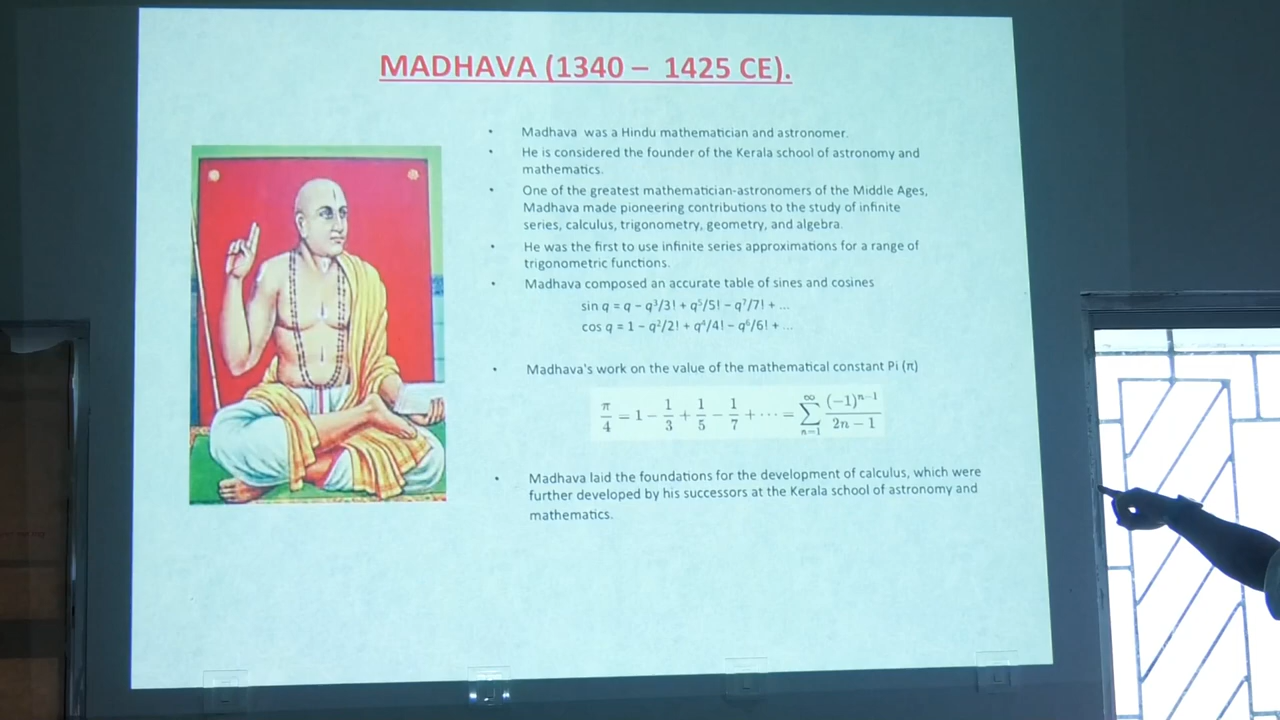 MADHAVA (1340 – 1425 CE).
• Madhava was a Hindu mathematician and astronomer.
• He is considered the founder of the Kerala school of astronomy and
mathematics.
• One of the greatest mathematician-astronomers of the Middle Ages,
Madhava made pioneering contributions to the study of infinite
series, calculus, trigonometry, geometry, and algebra.
• He was the first to use infinite series approximations for a range of
trigonometric functions.
• Madhava composed an accurate table of sines and cosines
sin q = q – q³/3! + q⁵/5! – q⁷/7! + ...
cos q = 1 – q²/2! + q⁴/4! – q⁶/6! + ...
• Madhava's work on the value of the mathematical constant Pi (π)
π/4 = 1 − 1/3 + 1/5 − 1/7 + ⋯ = ∑_{n=1}^{∞} (−1)^{n−1}/(2n − 1)
• Madhava laid the foundations for the development of calculus, which were
further developed by his successors at the Kerala school of astronomy and
mathematics.